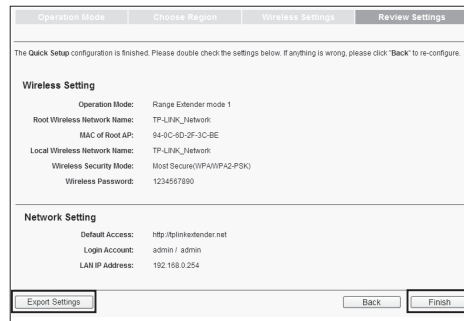 Operation Mode Choose Region Wireless Settings Review Settings
The Quick Setup configuration is finished. Please double check the settings below. If anything is wrong, please click "Back" to re-configure.
Wireless Setting
Operation Mode: Range Extender mode 1
Root Wireless Network Name: TP-LINK_Network
MAC of Root AP: 94-0C-6D-2F-3C-BE
Local Wireless Network Name: TP-LINK_Network
Wireless Security Mode: Most Secure(WPA/WPA2-PSK)
Wireless Password: 1234567890
Network Setting
Default Access: http://tplinkextender.net
Login Account: admin / admin
LAN IP Address: 192.168.0.254
Export Settings Back Finish